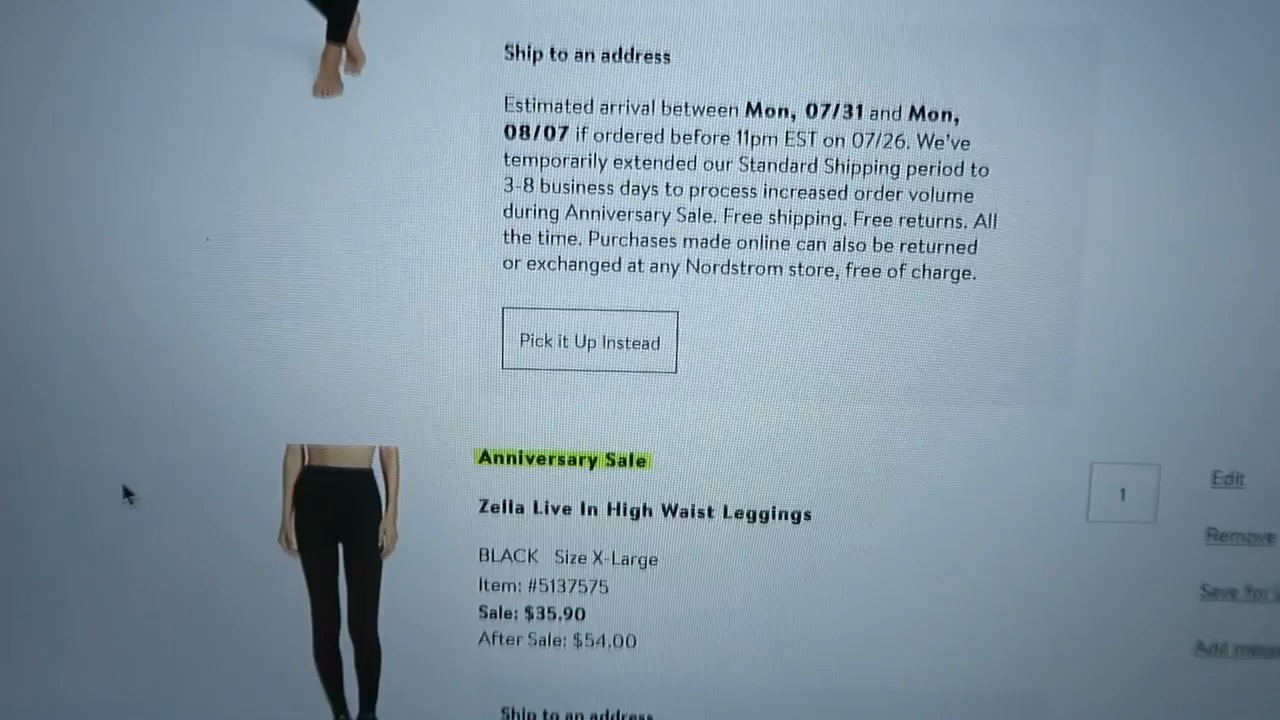 Ship to an address
Estimated arrival between Mon, 07/31 and Mon,
08/07 if ordered before 11pm EST on 07/26. We've
temporarily extended our Standard Shipping period to
3-8 business days to process increased order volume
during Anniversary Sale. Free shipping. Free returns. All
the time. Purchases made online can also be returned
or exchanged at any Nordstrom store, free of charge.
Pick it Up Instead
Anniversary Sale
Zella Live In High Waist Leggings
BLACK Size X-Large
Item: #5137575
Sale: $35.90
After Sale: $54.00
1
Edit
Remove
Save for
Add
Ship to an address